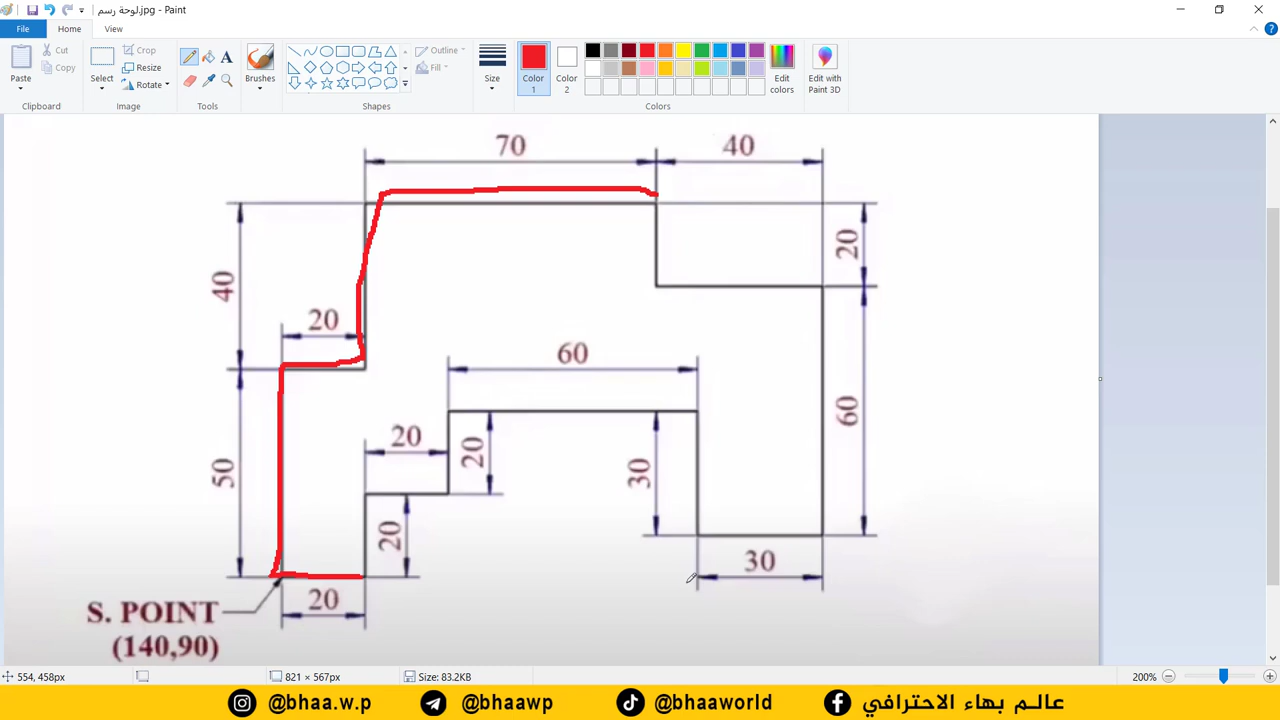 لوحة رسم.jpg - Paint
File
Home
View
Paste
Cut
Copy
Clipboard
Select
Crop
Resize
Rotate
Image
A
Tools
Brushes
Outline
Fill
Shapes
Size
Color
1
Color
2
Edit
colors
Edit with
Paint 3D
Colors
70
40
40
20
20
60
60
50
20
20
30
20
30
20
S. POINT
(140,90)
554, 458px
821 × 567px
Size: 83.2KB
200%
@bhaa.w.p
@bhaawp
@bhaaworld
عالم بهاء الاحترافي